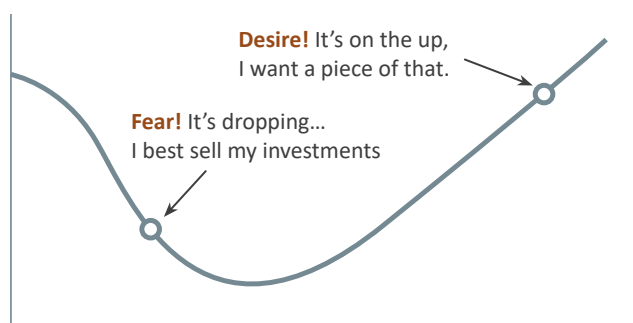 Desire! It’s on the up,
I want a piece of that.
Fear! It’s dropping…
I best sell my investments